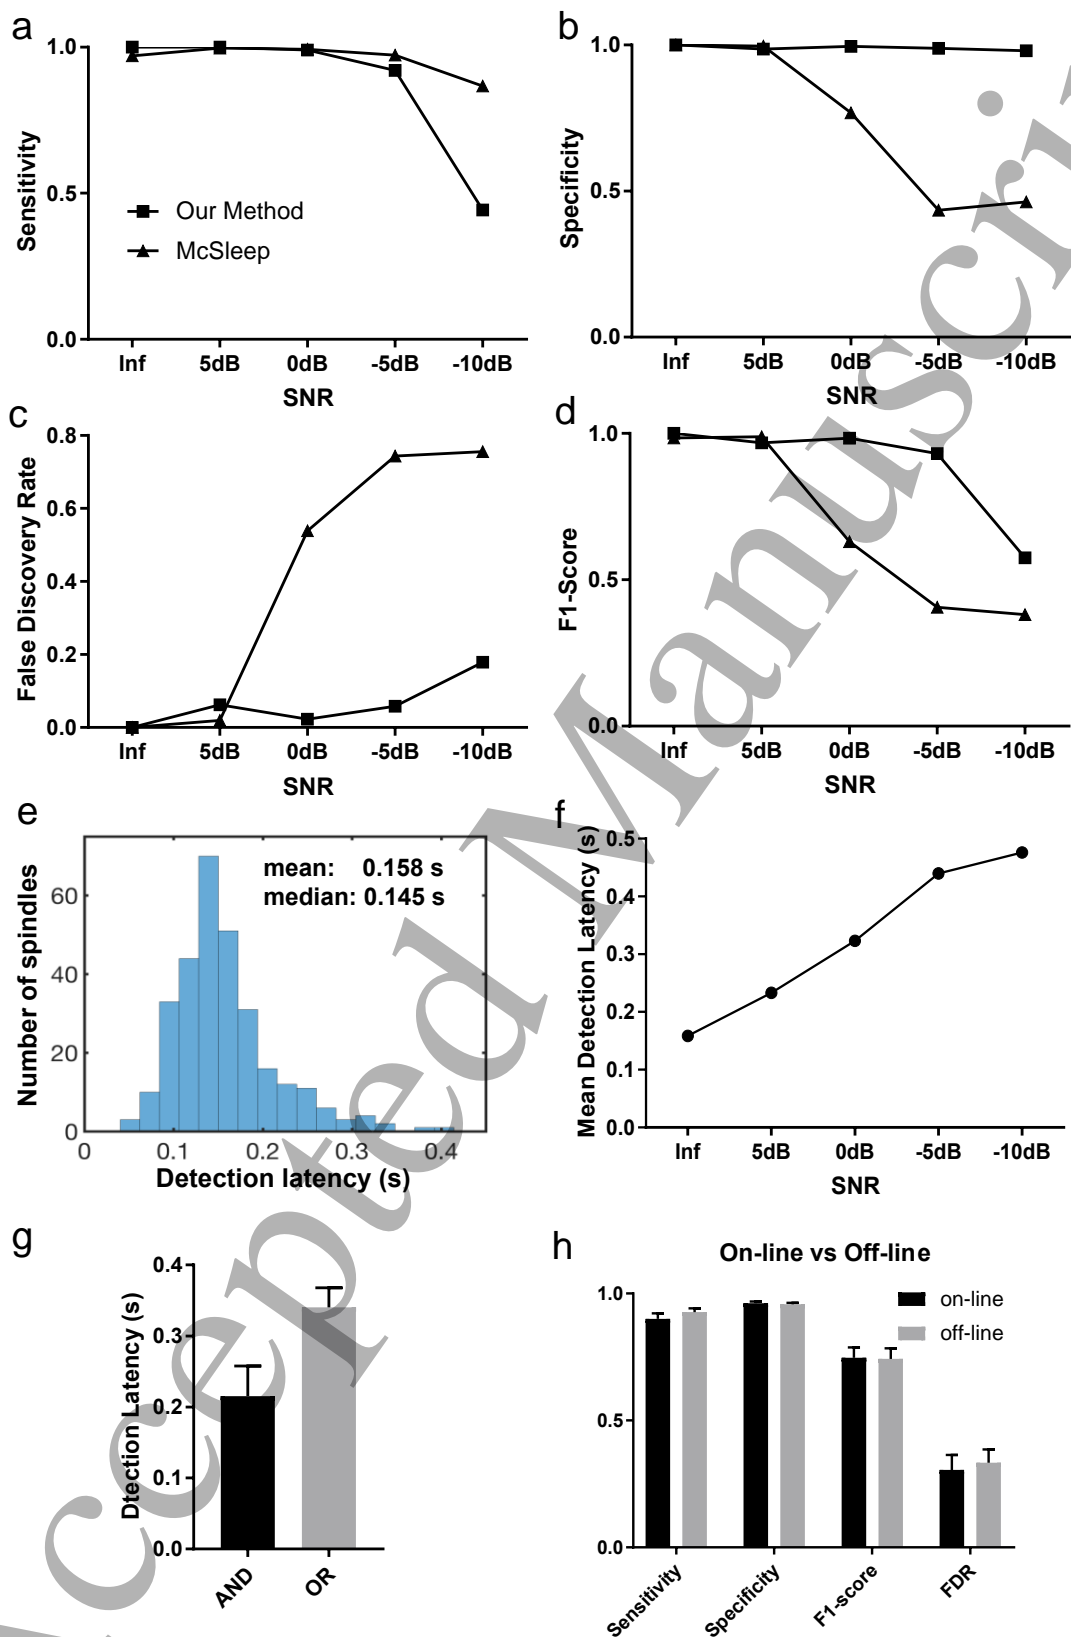 a
1.0
0.5
0.0
Sensitivity
Our Method
McSleep
Inf 5dB 0dB -5dB -10dB
SNR
b
1.0
0.5
0.0
Specificity
Inf 5dB 0dB -5dB -10dB
SNR
c
0.8
0.6
0.4
0.2
0.0
False Discovery Rate
Inf 5dB 0dB -5dB -10dB
SNR
d
1.0
0.5
0.0
F1-Score
Inf 5dB 0dB -5dB -10dB
SNR
e
60
40
20
0
Number of spindles
mean: 0.158 s
median: 0.145 s
0 0.1 0.2 0.3 0.4
Detection latency (s)
f
0.5
0.4
0.3
0.2
0.1
0.0
Mean Detection Latency (s)
Inf 5dB 0dB -5dB -10dB
SNR
g
0.4
0.3
0.2
0.1
0.0
Dtection Latency (s)
AND OR
h
On-line vs Off-line
1.0
0.5
0.0
on-line
off-line
Sensitivity Specificity F1-score FDR
ccepted Manuscri